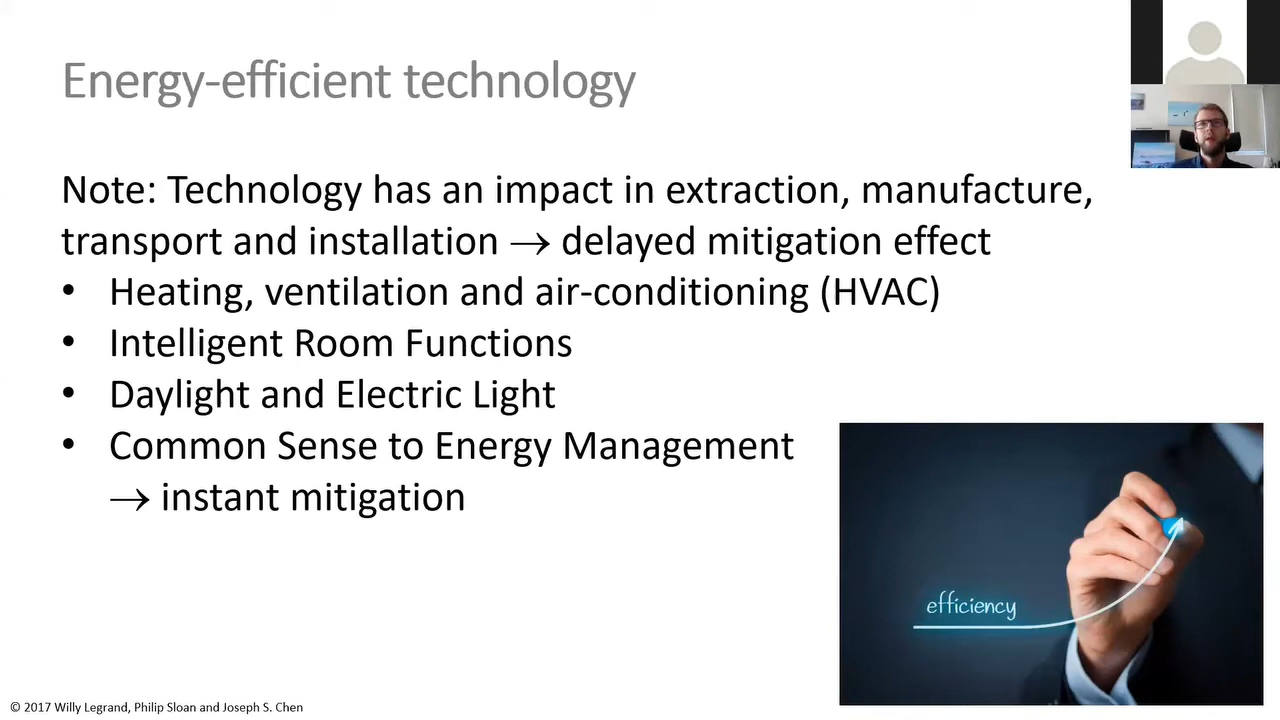 Energy-efficient technology
Note: Technology has an impact in extraction, manufacture,
transport and installation → delayed mitigation effect
• Heating, ventilation and air-conditioning (HVAC)
• Intelligent Room Functions
• Daylight and Electric Light
• Common Sense to Energy Management
→ instant mitigation
efficiency
© 2017 Willy Legrand, Philip Sloan and Joseph S. Chen